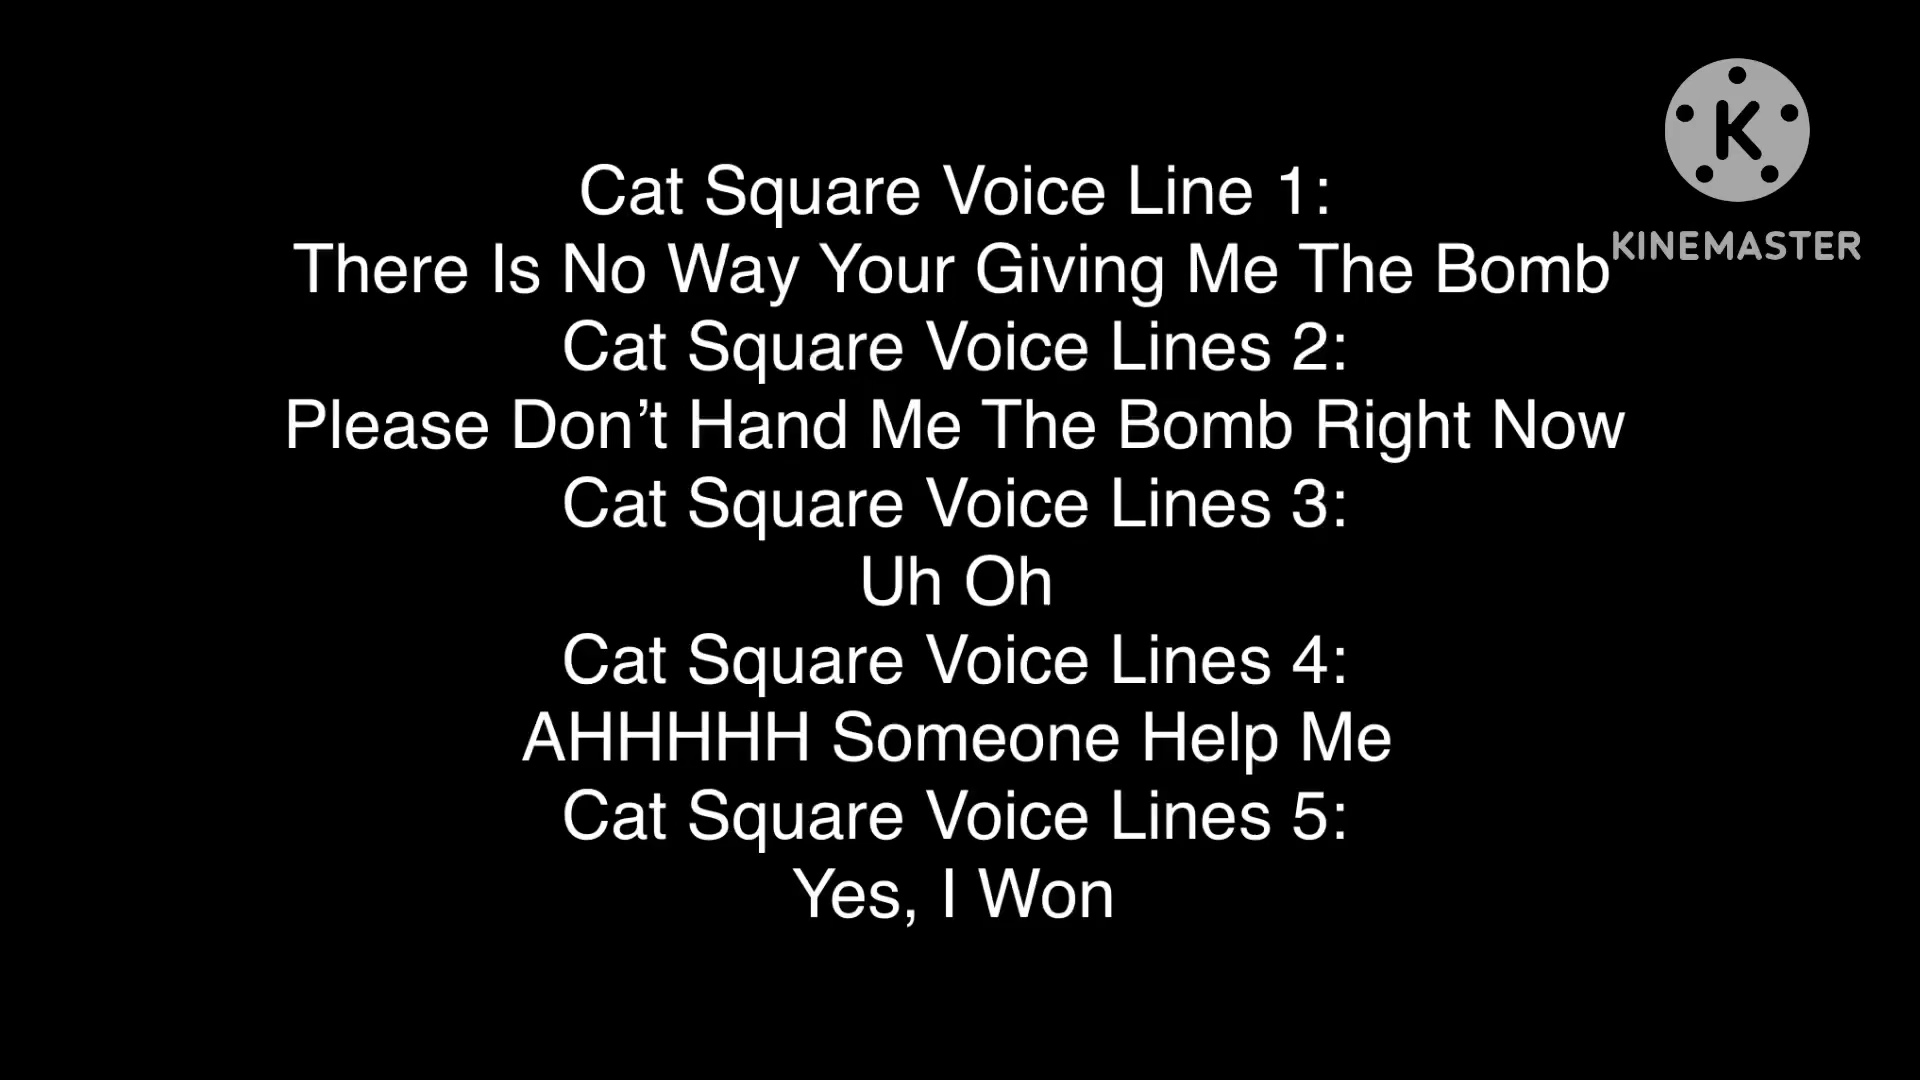 Cat Square Voice Line 1:
There Is No Way Your Giving Me The Bomb
Cat Square Voice Lines 2:
Please Don’t Hand Me The Bomb Right Now
Cat Square Voice Lines 3:
Uh Oh
Cat Square Voice Lines 4:
AHHHHH Someone Help Me
Cat Square Voice Lines 5:
Yes, I Won
K
KINEMASTER